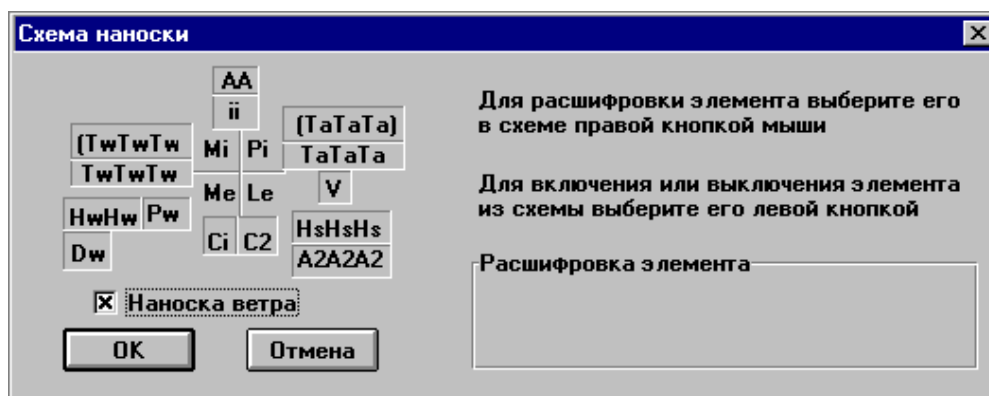 Схема наноски
AA
ii
(TwTwTw
TwTwTw
Mi Pi
(TaTaTa)
TaTaTa
Me Le
V
HwHw Pw
Dw
Ci C2
HsHsHs
A2A2A2
Наноска ветра
OK Отмена
Для расшифровки элемента выберите его
в схеме правой кнопкой мыши
Для включения или выключения элемента
из схемы выберите его левой кнопкой
Расшифровка элемента